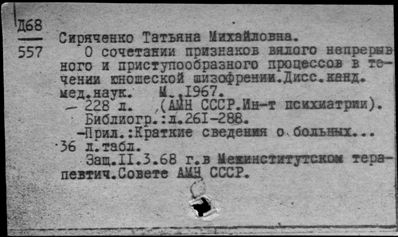 Д68
557
Сиряченко Татьяна Михайловна.
О сочетании признаков вялого непрерыв
ного и приступообразного процессов в те-
чении юношеской шизофрении.Дисс.канд.
мед.наук. М.,1967.
— 228 л. (АМН СССР.Ин-т психиатрии).
Библиогр.:л.261-288.
-Прил.:Краткие сведения о больных...
36 л.табл.
Защ.II.3.68 г.в Межинститутском тера-
певтич.Совете АМН СССР.